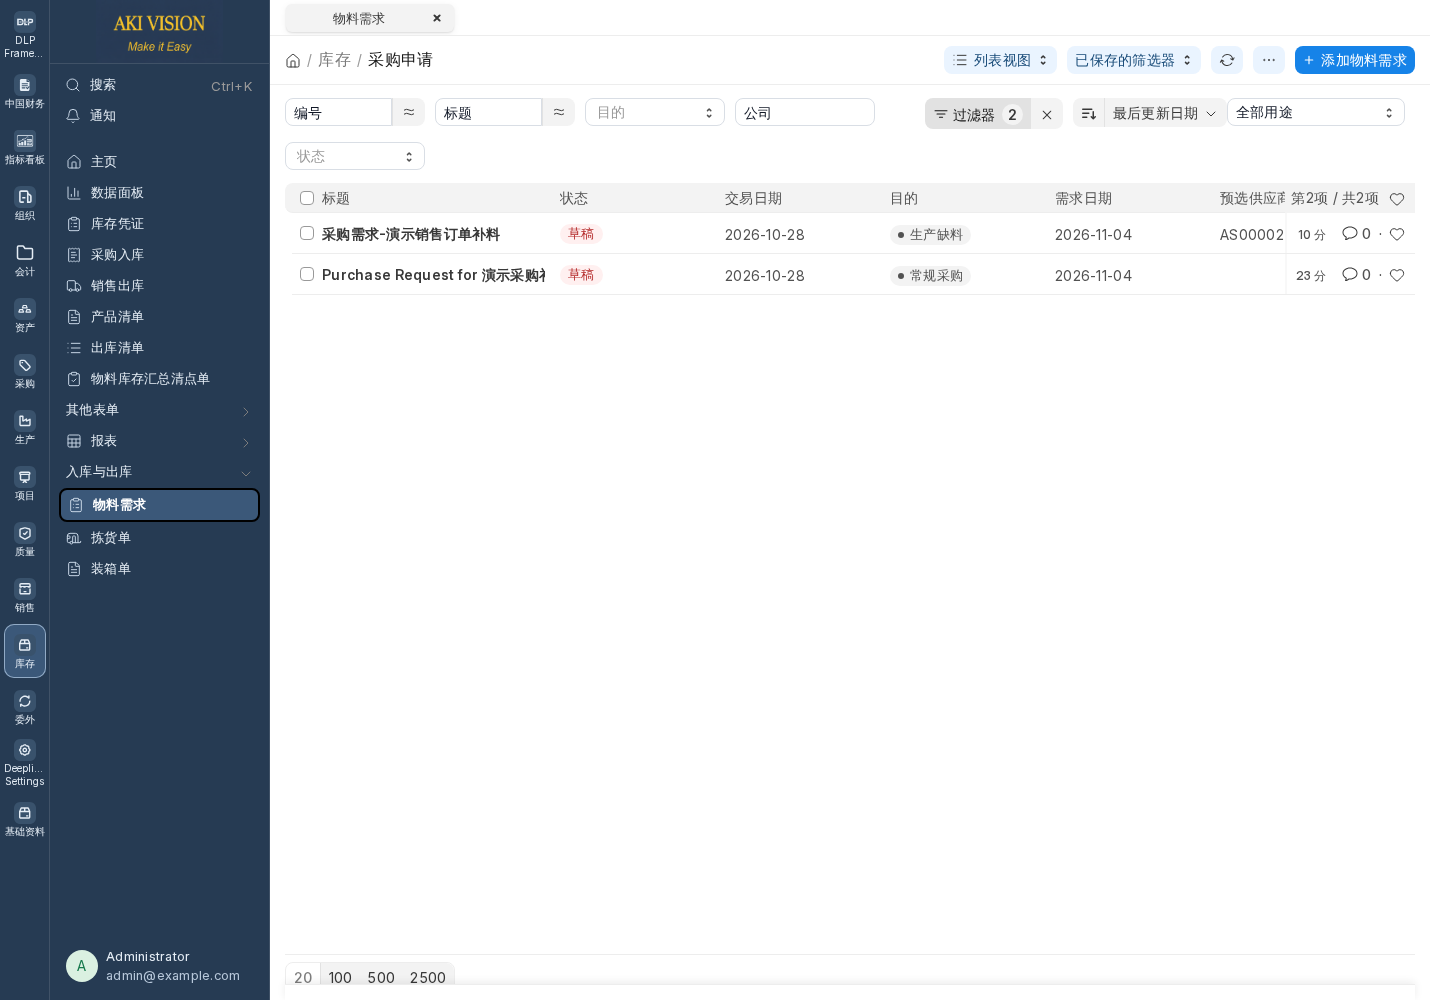 DLP
DLP
Frame...
中国财务
指标看板
组织
会计
资产
采购
生产
项目
质量
销售
库存
委外
Deepli...
Settings
基础资料
AKI VISION
Make it Easy
搜索 Ctrl+K
通知
主页
数据面板
库存凭证
采购入库
销售出库
产品清单
出库清单
物料库存汇总清点单
其他表单
报表
入库与出库
物料需求
拣货单
装箱单
A
Administrator
admin@example.com
物料需求 ×
/ 库存 / 采购申请
列表视图 已保存的筛选器 ··· + 添加物料需求
编号 ≈ 标题 ≈ 目的 公司 过滤器 2 × 最后更新日期 全部用途
状态
标题 状态 交易日期 目的 需求日期 预选供应商 第2项 / 共2项
采购需求-演示销售订单补料 草稿 2026-10-28 生产缺料 2026-11-04 AS00002 10 分 0 ·
Purchase Request for 演示采购补 草稿 2026-10-28 常规采购 2026-11-04 23 分 0 ·
20 100 500 2500